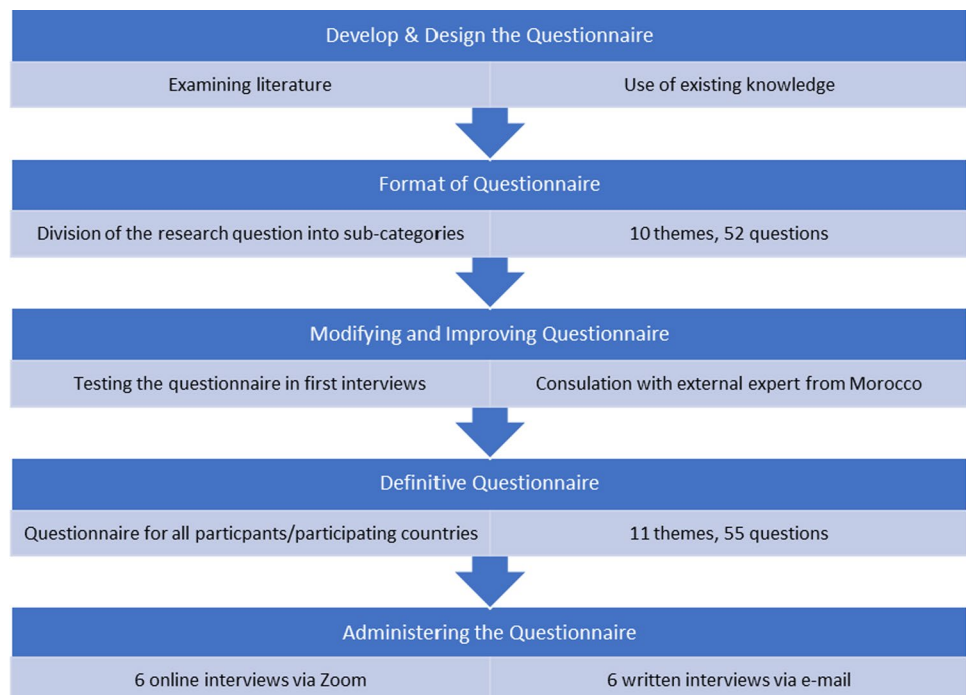 Develop & Design the Questionnaire
Examining literature
Use of existing knowledge
Format of Questionnaire
Division of the research question into sub-categories
10 themes, 52 questions
Modifying and Improving Questionnaire
Testing the questionnaire in first interviews
Consulation with external expert from Morocco
Definitive Questionnaire
Questionnaire for all particpants/participating countries
11 themes, 55 questions
Administering the Questionnaire
6 online interviews via Zoom
6 written interviews via e-mail